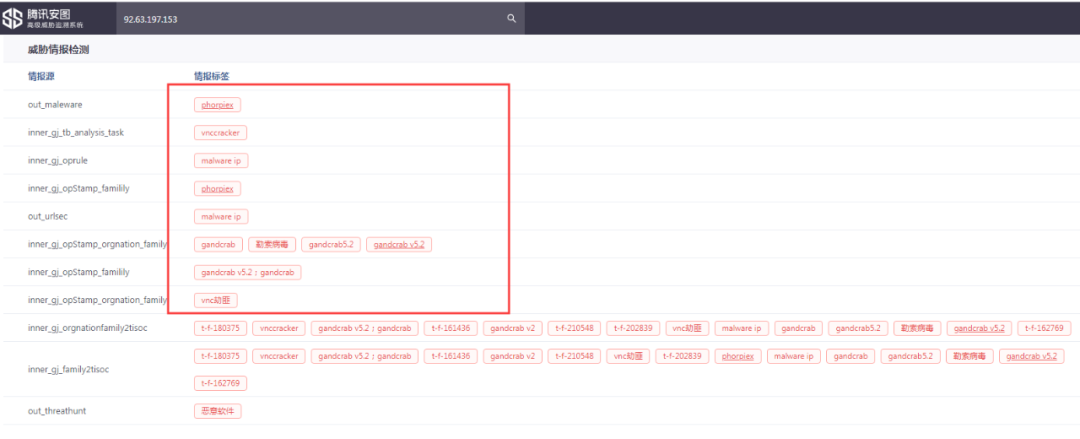 腾讯安图
高级威胁追溯系统
92.63.197.153
威胁情报检测
情报源 情报标签
out_maleware phorpiex
inner_gj_tb_analysis_task vnccracker
inner_gj_oprule malware ip
inner_gj_opStamp_familily phorpiex
out_urlsec malware ip
inner_gj_opStamp_orgnation_family gandcrab 勒索病毒 gandcrab5.2 gandcrab v5.2
inner_gj_opStamp_familily gandcrab v5.2 ; gandcrab
inner_gj_opStamp_orgnation_family vnc劫匪
inner_gj_orgnationfamily2tisoc t-f-180375 vnccracker gandcrab v5.2 ; gandcrab t-f-161436 gandcrab v2 t-f-210548 t-f-202839 vnc劫匪 malware ip gandcrab gandcrab5.2 勒索病毒 gandcrab v5.2 t-f-162769
inner_gj_family2tisoc t-f-180375 vnccracker gandcrab v5.2 ; gandcrab t-f-161436 gandcrab v2 t-f-210548 vnc劫匪 t-f-202839 phorpiex malware ip gandcrab gandcrab5.2 勒索病毒 gandcrab v5.2
t-f-162769
out_threathunt 恶意软件